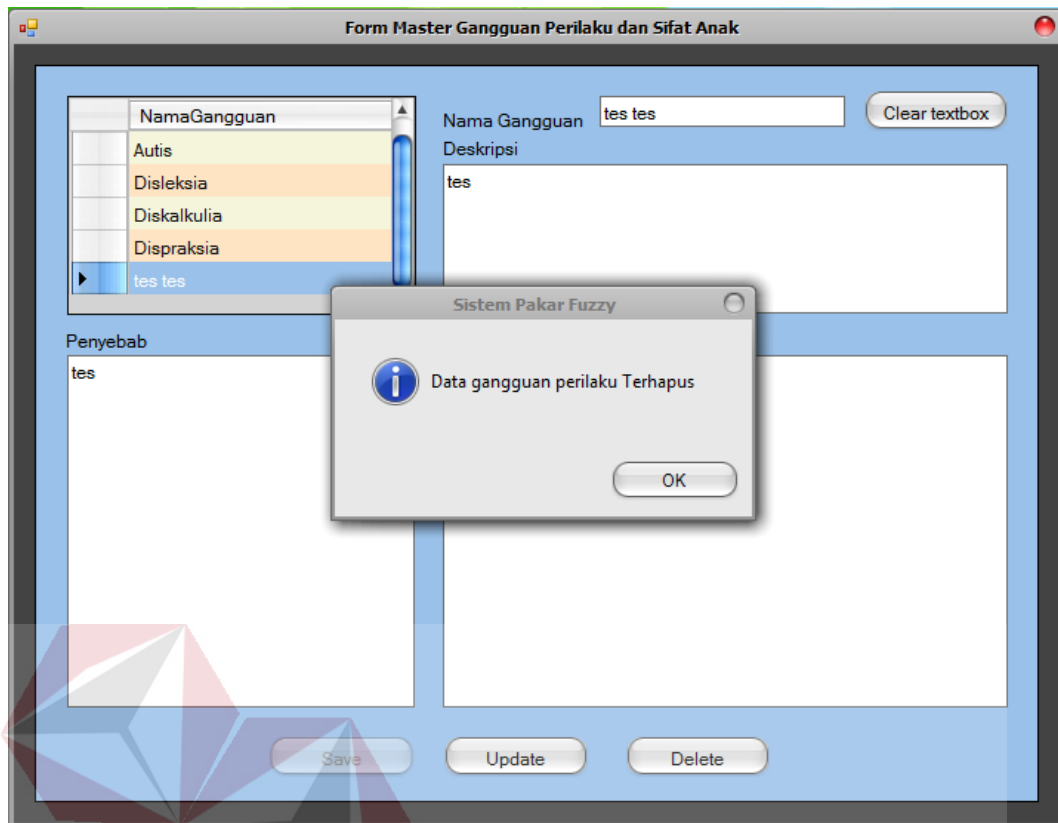 Form Master Gangguan Perilaku dan Sifat Anak
NamaGangguan
Autis
Disleksia
Diskalkulia
Dispraksia
tes tes
Nama Gangguan
tes tes
Clear textbox
Deskripsi
tes
Sistem Pakar Fuzzy
Data gangguan perilaku Terhapus
OK
Penyebab
tes
Save
Update
Delete